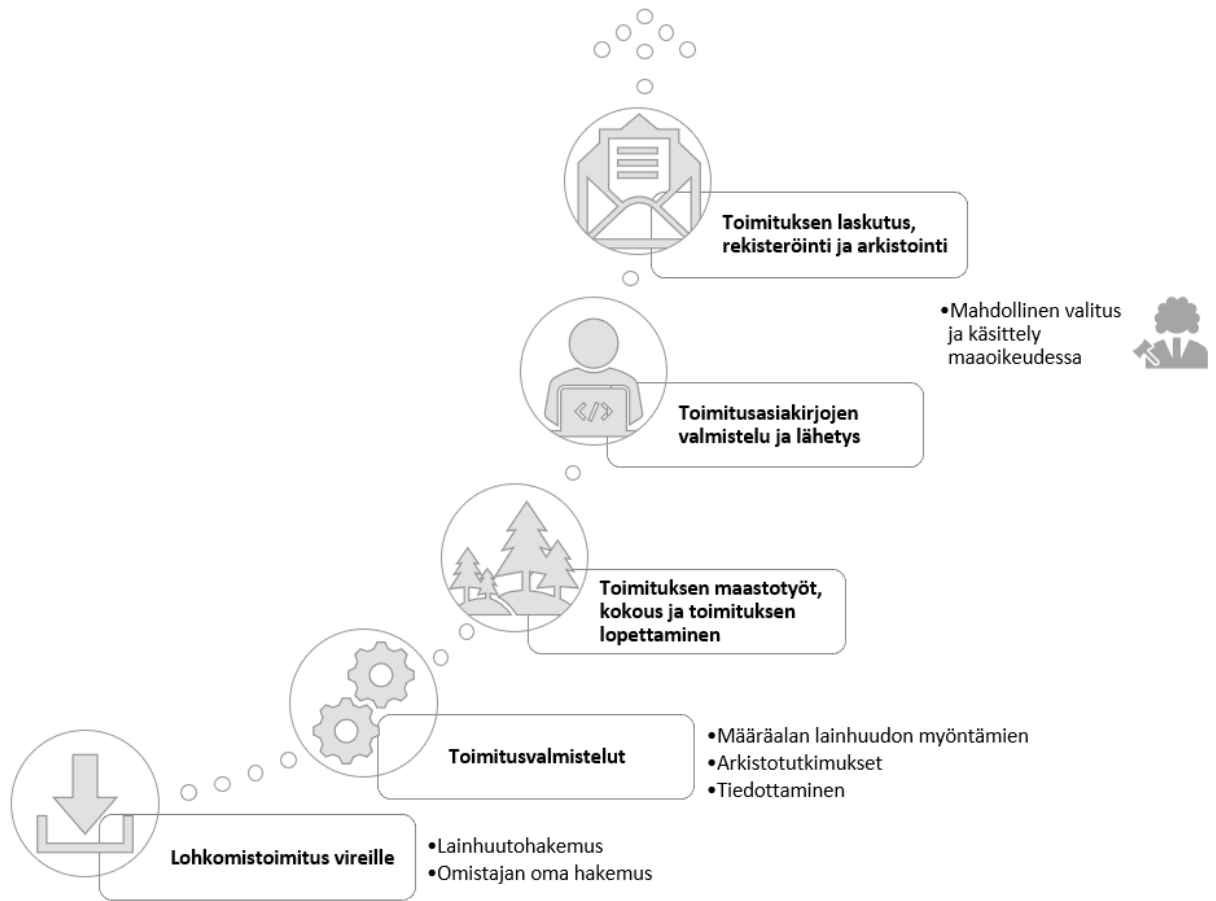 Toimituksen laskutus,
rekisteröinti ja arkistointi
•Mahdollinen valitus
ja käsittely
maaoikeudessa
Toimitusasiakirjojen
valmistelu ja lähetys
Toimituksen maastotyöt,
kokous ja toimituksen
lopettaminen
Toimitusvalmistelut
•Määräalan lainhuudon myöntämien
•Arkistotutkimukset
•Tiedottaminen
Lohkomistoimitus vireille
•Lainhuutohakemus
•Omistajan oma hakemus